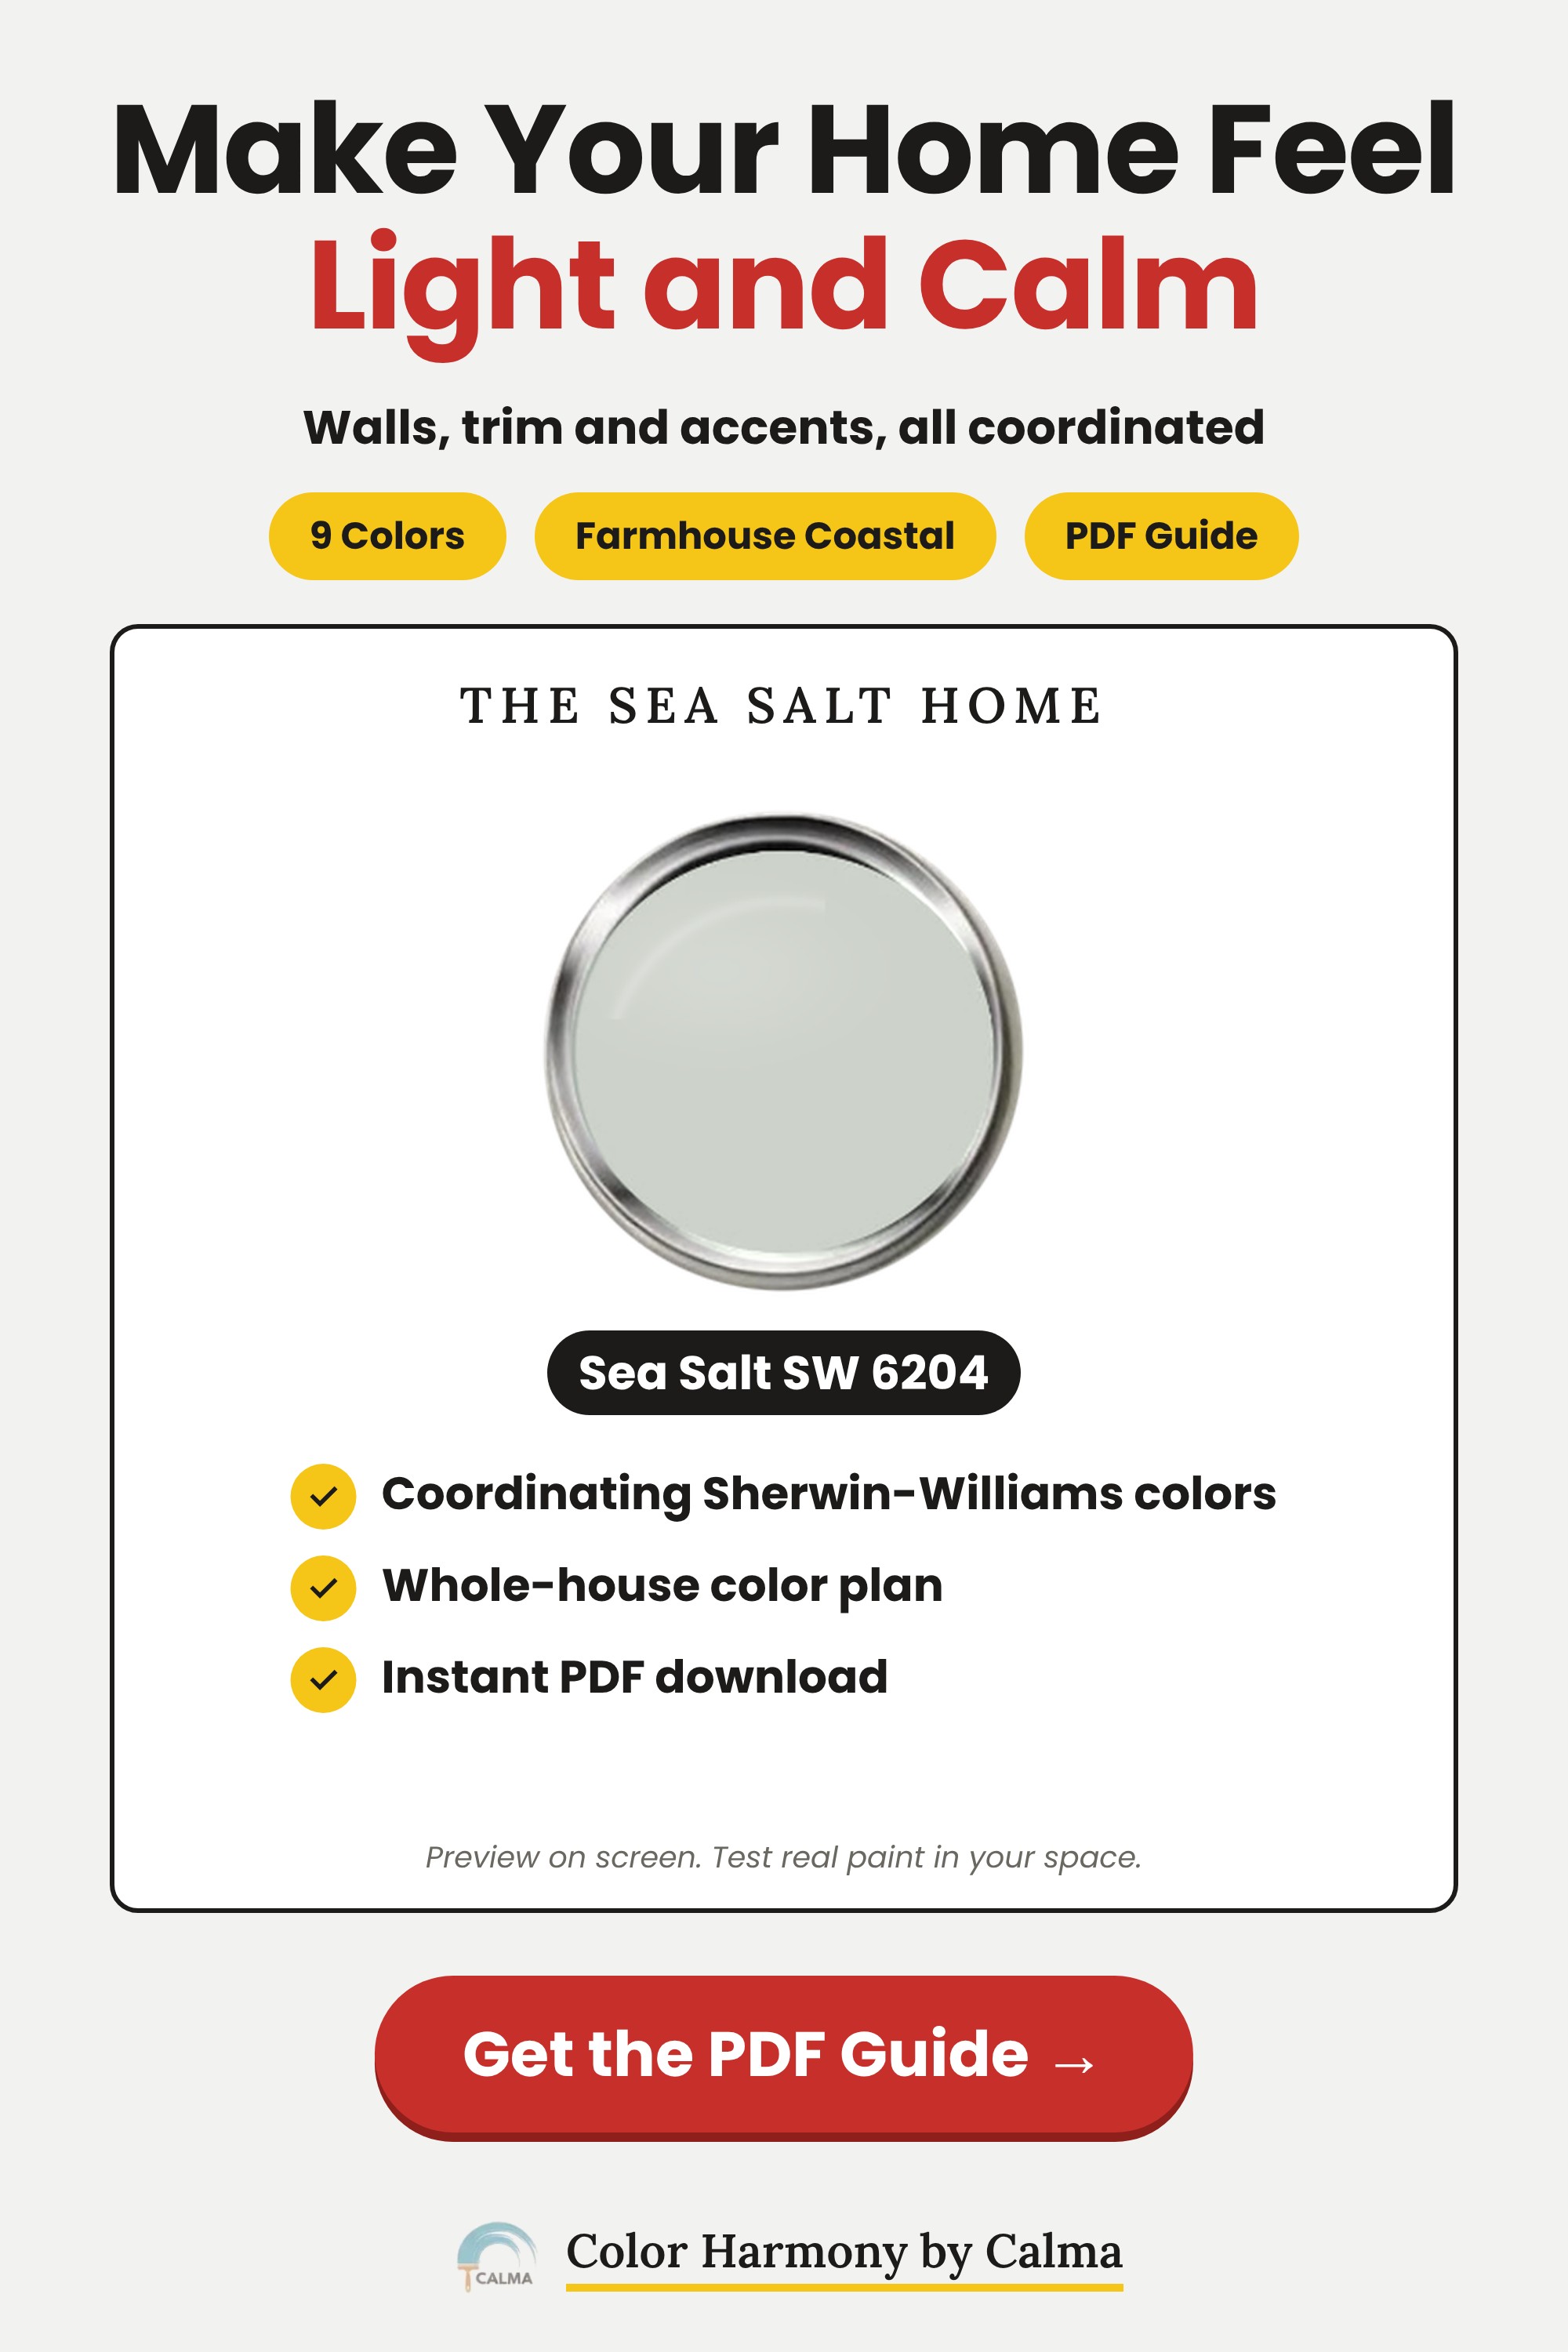 Make Your Home Feel
Light and Calm
Walls, trim and accents, all coordinated
9 Colors
Farmhouse Coastal
PDF Guide
THE SEA SALT HOME
Sea Salt SW 6204
Coordinating Sherwin-Williams colors
Whole-house color plan
Instant PDF download
Preview on screen. Test real paint in your space.
Get the PDF Guide →
CALMA
Color Harmony by Calma